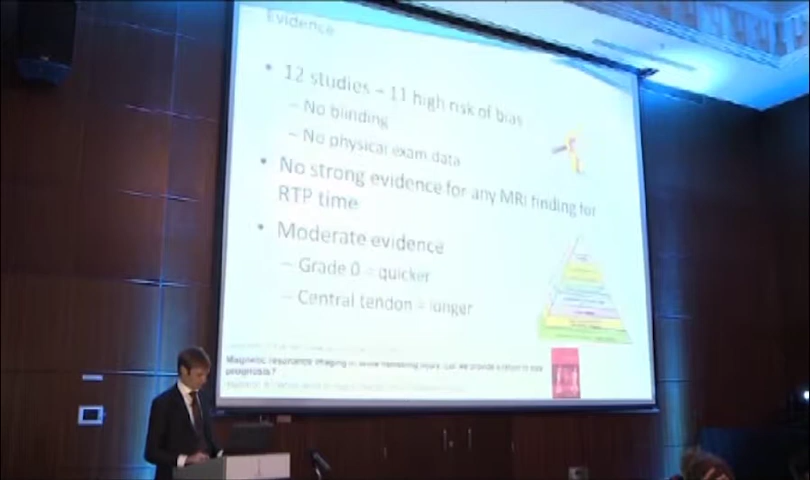 Evidence
• 12 studies – 11 high risk of bias
– No blinding
– No physical exam data
• No strong evidence for any MRI finding for
RTP time
• Moderate evidence
– Grade 0 = quicker
– Central tendon = longer
Magnetic resonance imaging in acute hamstring injury: can we provide a return to play
prognosis?